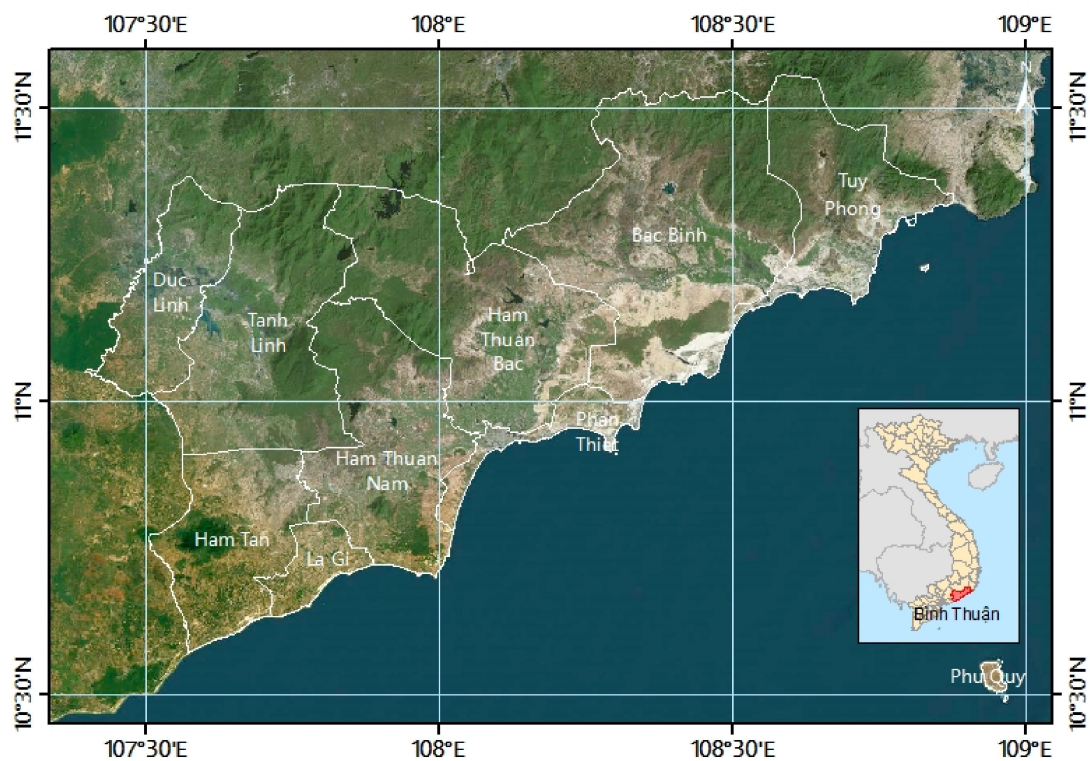 107°30'E
108°E
108°30'E
109°E
11°30'N
11°30'N
N
Tuy
Phong
Bac Binh
Duc
Linh
Tanh
Linh
Ham
Thuan
Bac
11°N
11°N
Phan
Thiet
Ham Thuan
Nam
Ham Tan
La Gi
Bình Thuận
Phu Quy
10°30'N
10°30'N
107°30'E
108°E
108°30'E
109°E